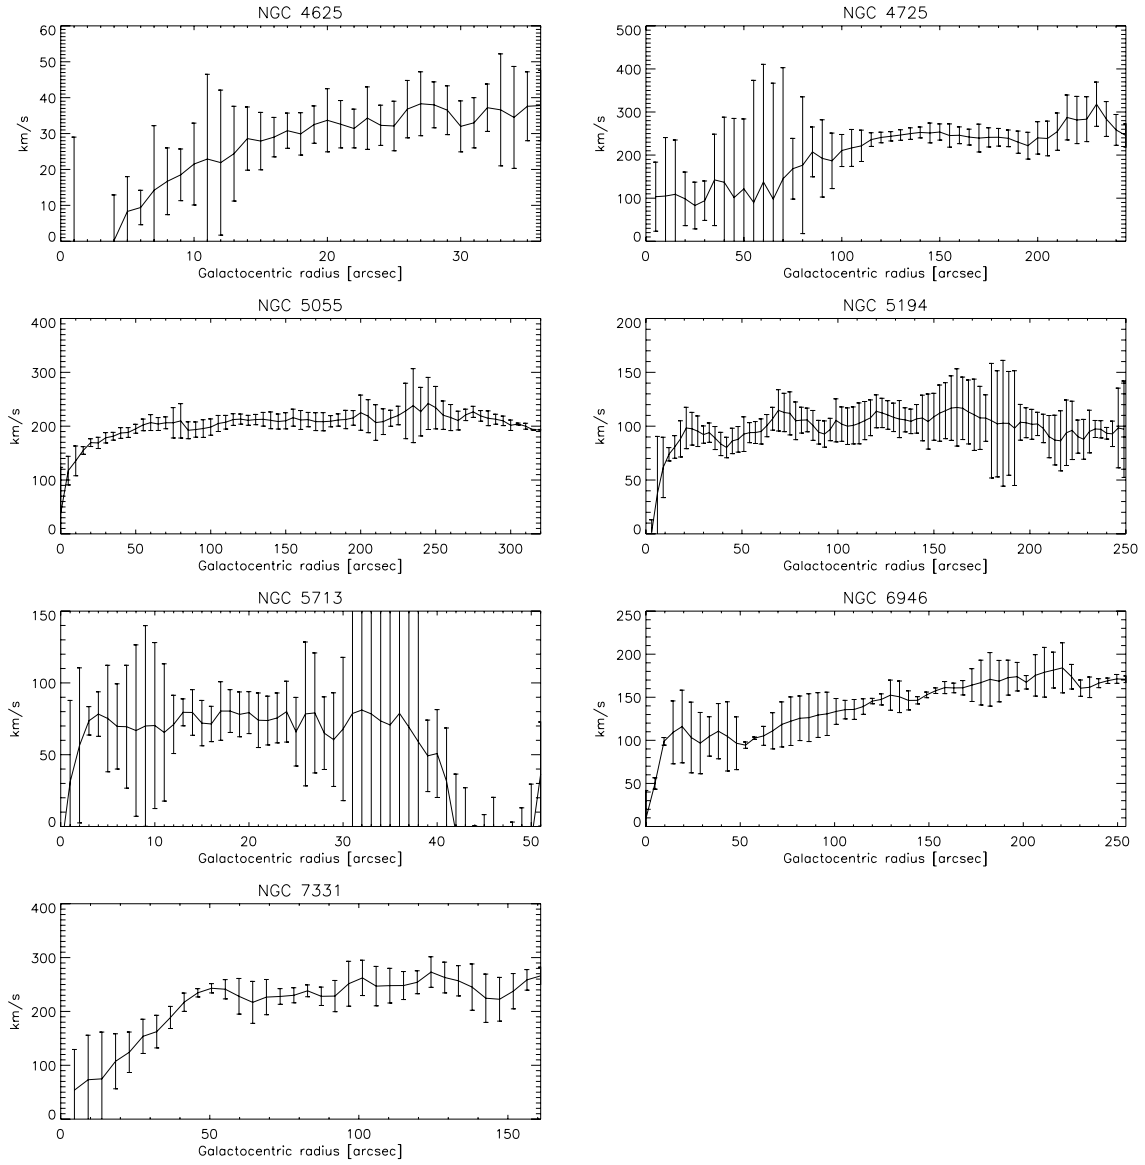 NGC 4625
60
50
40
30
20
10
0
km/s
0 10 20 30
Galactocentric radius [arcsec]
NGC 4725
500
400
300
200
100
0
km/s
0 50 100 150 200
Galactocentric radius [arcsec]
NGC 5055
400
300
200
100
0
km/s
0 50 100 150 200 250 300
Galactocentric radius [arcsec]
NGC 5194
200
150
100
50
0
km/s
0 50 100 150 200 250
Galactocentric radius [arcsec]
NGC 5713
150
100
50
0
km/s
0 10 20 30 40 50
Galactocentric radius [arcsec]
NGC 6946
250
200
150
100
50
0
km/s
0 50 100 150 200 250
Galactocentric radius [arcsec]
NGC 7331
400
300
200
100
0
km/s
0 50 100 150
Galactocentric radius [arcsec]